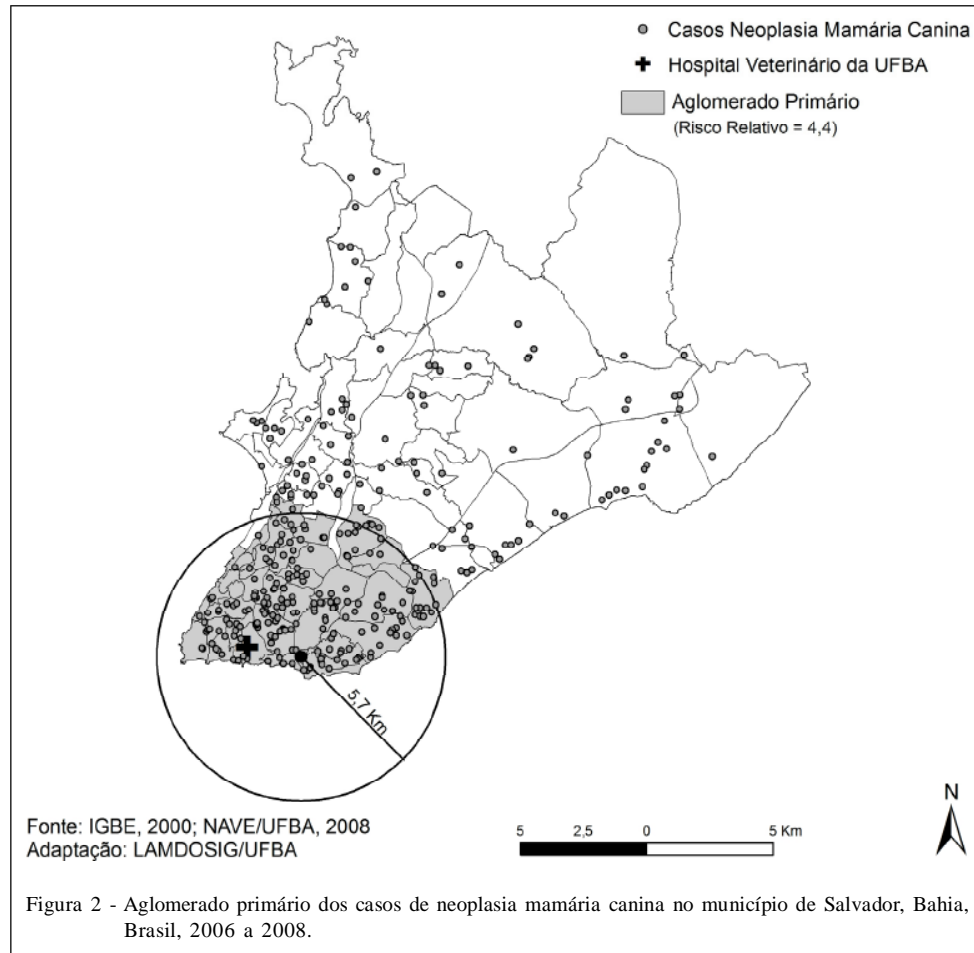 Casos Neoplasia Mamária Canina
Hospital Veterinário da UFBA
Aglomerado Primário
(Risco Relativo = 4,4)
5,7 Km
N
Fonte: IGBE, 2000; NAVE/UFBA, 2008
Adaptação: LAMDOSIG/UFBA
5 2,5 0 5 Km
Figura 2 - Aglomerado primário dos casos de neoplasia mamária canina no município de Salvador, Bahia,
Brasil, 2006 a 2008.